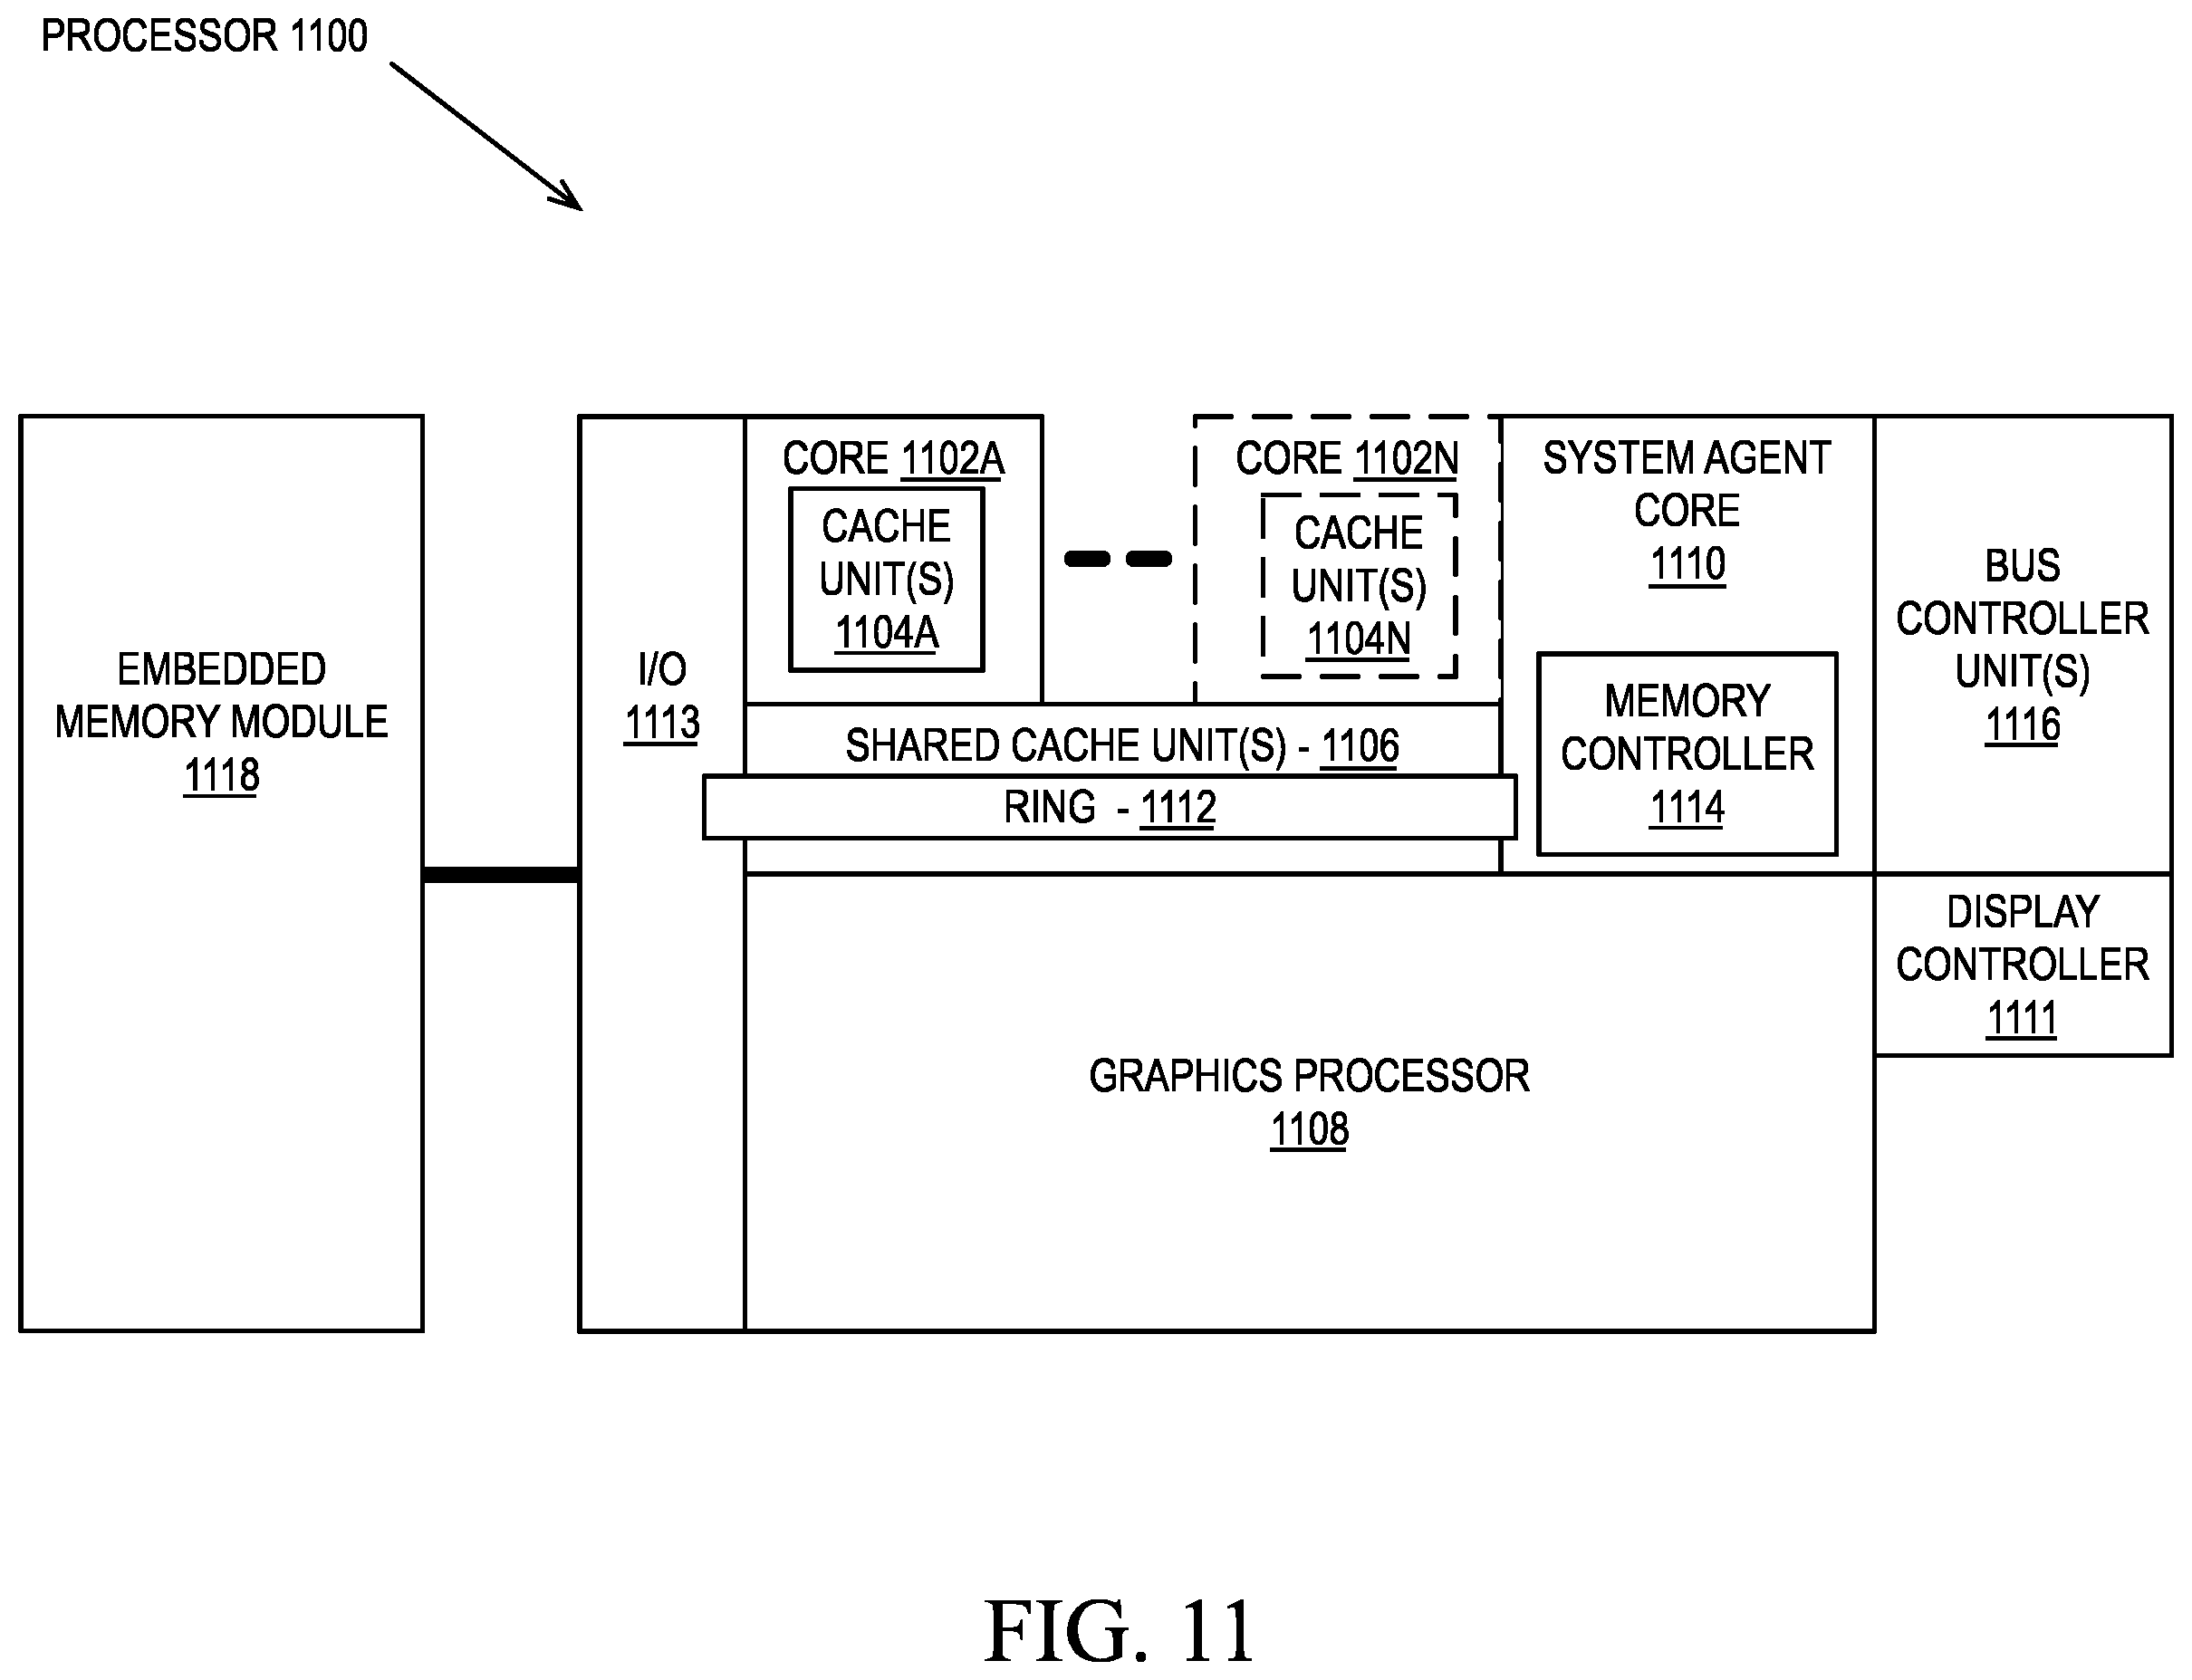 PROCESSOR 1100
EMBEDDED
MEMORY MODULE
1118
I/O
1113
CORE 1102A
CACHE
UNIT(S)
1104A
CORE 1102N
CACHE
UNIT(S)
1104N
SHARED CACHE UNIT(S) - 1106
RING - 1112
SYSTEM AGENT
CORE
1110
MEMORY
CONTROLLER
1114
BUS
CONTROLLER
UNIT(S)
1116
DISPLAY
CONTROLLER
1111
GRAPHICS PROCESSOR
1108
FIG. 11